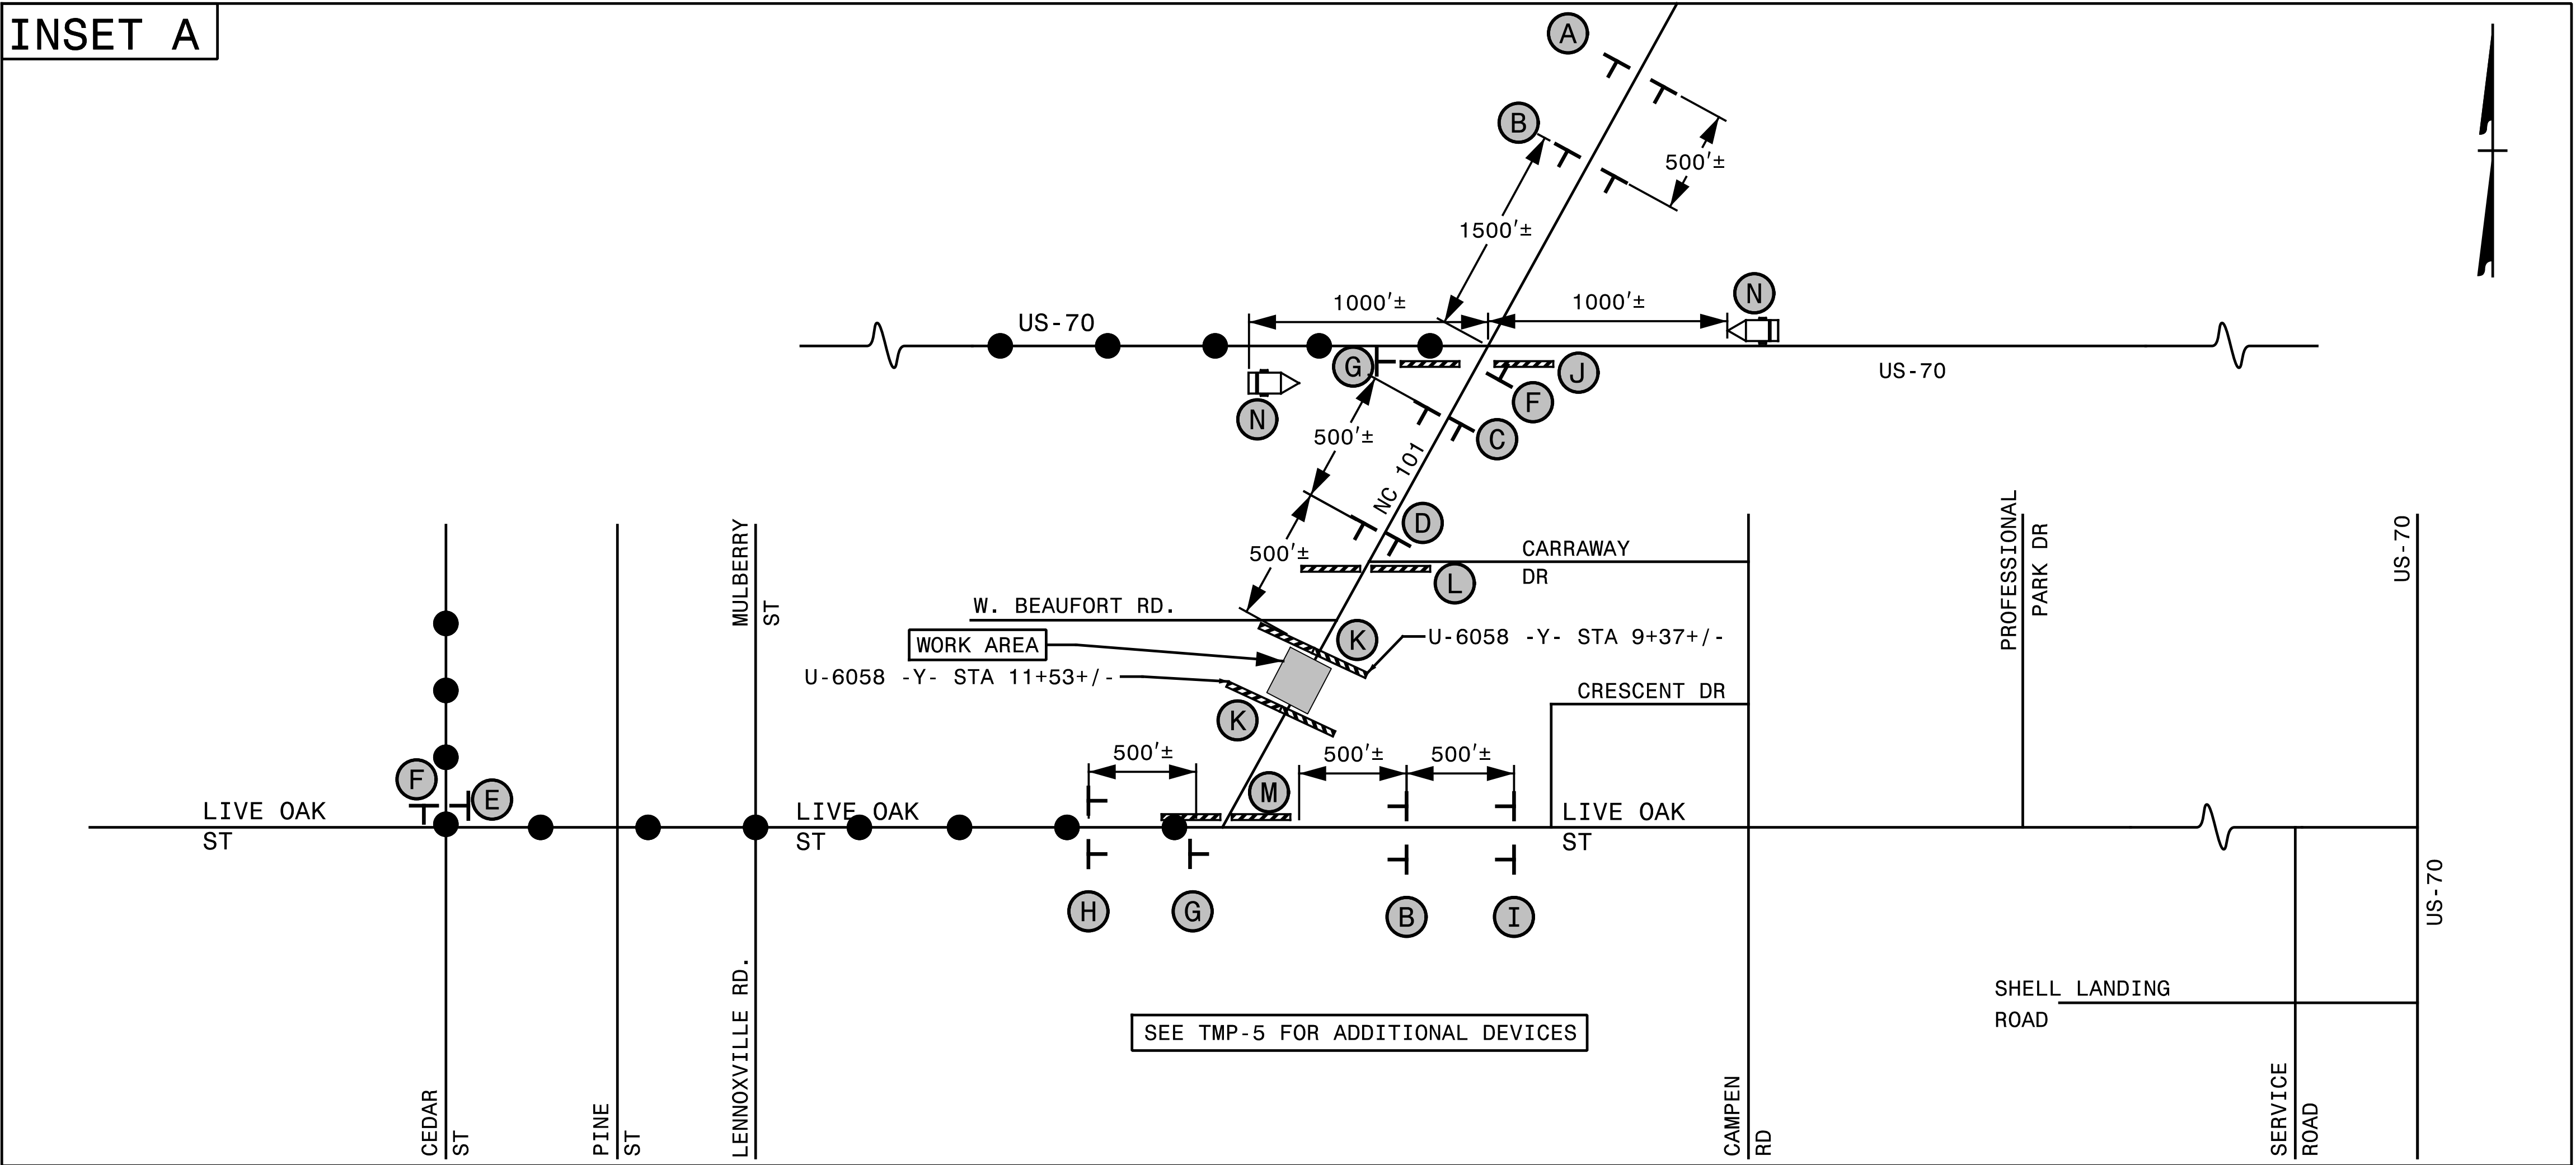 INSET A
A
B
500'±
1500'±
N
1000'±
1000'±
US-70
G
J
US-70
F
N
C
500'±
NC 101
D
500'±
CARRAWAY
DR
L
PROFESSIONAL
PARK DR
US-70
MULBERRY
ST
W. BEAUFORT RD.
WORK AREA
K
U-6058 -Y- STA 9+37+/-
U-6058 -Y- STA 11+53+/-
K
CRESCENT DR
500'±
500'±
500'±
F
E
M
LIVE OAK
ST
LIVE OAK
ST
LIVE OAK
ST
H
G
B
I
US-70
SHELL LANDING
ROAD
SEE TMP-5 FOR ADDITIONAL DEVICES
CEDAR
ST
PINE
ST
LENNOXVILLE RD.
CAMPEN
RD
SERVICE
ROAD